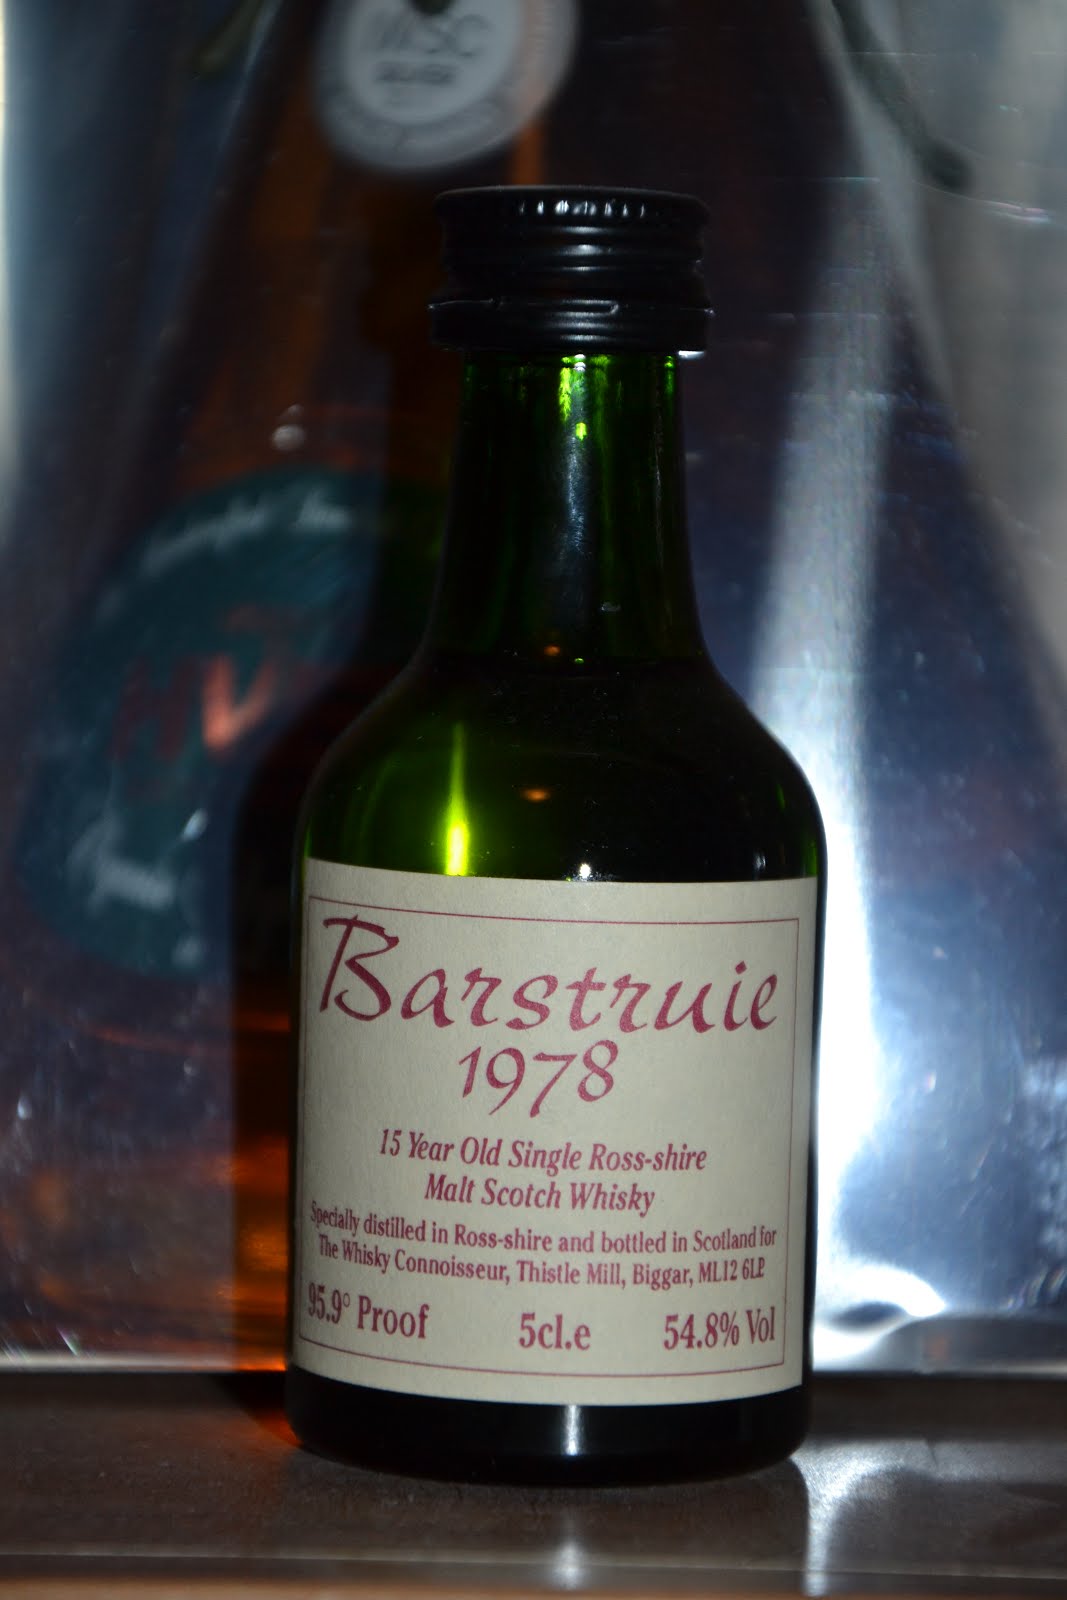 Barstruie
1978
15 Year Old Single Ross-shire
Malt Scotch Whisky
Specially distilled in Ross-shire and bottled in Scotland for
The Whisky Connoisseur, Thistle Mill, Biggar, ML12 6LP
95.9° Proof 5cl.e 54.8% Vol